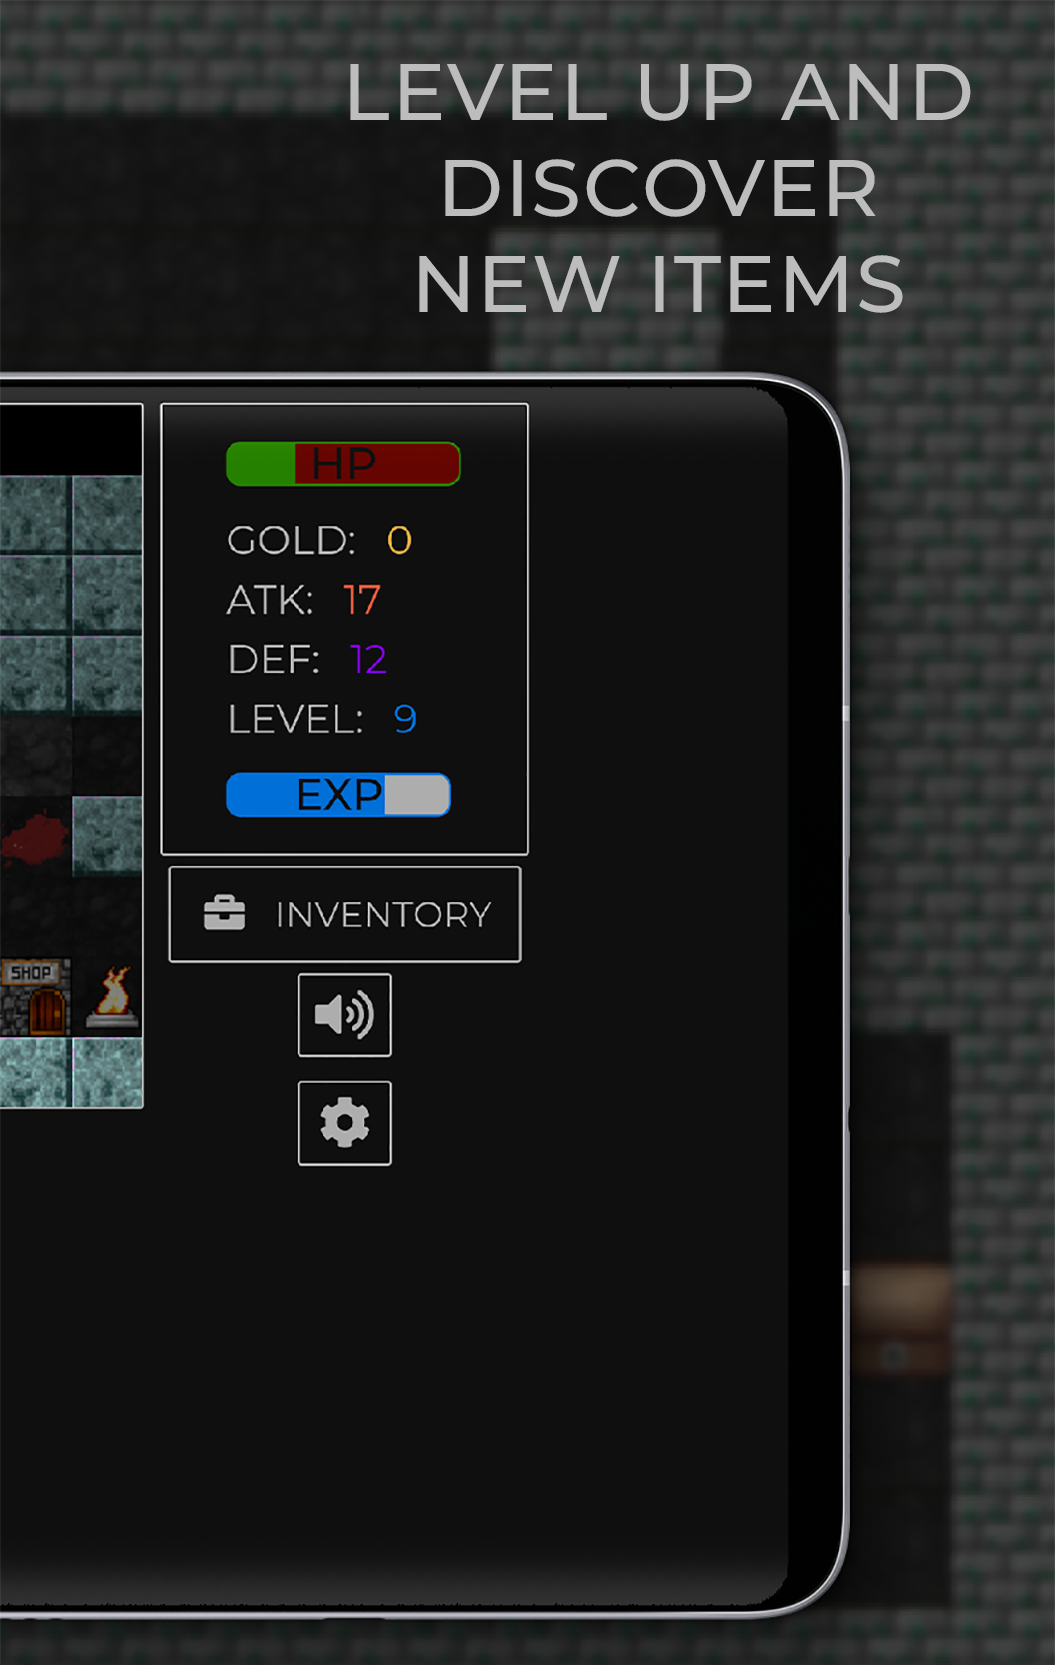 LEVEL UP AND
DISCOVER
NEW ITEMS
HP
GOLD: 0
ATK: 17
DEF: 12
LEVEL: 9
EXP
INVENTORY
SHOP